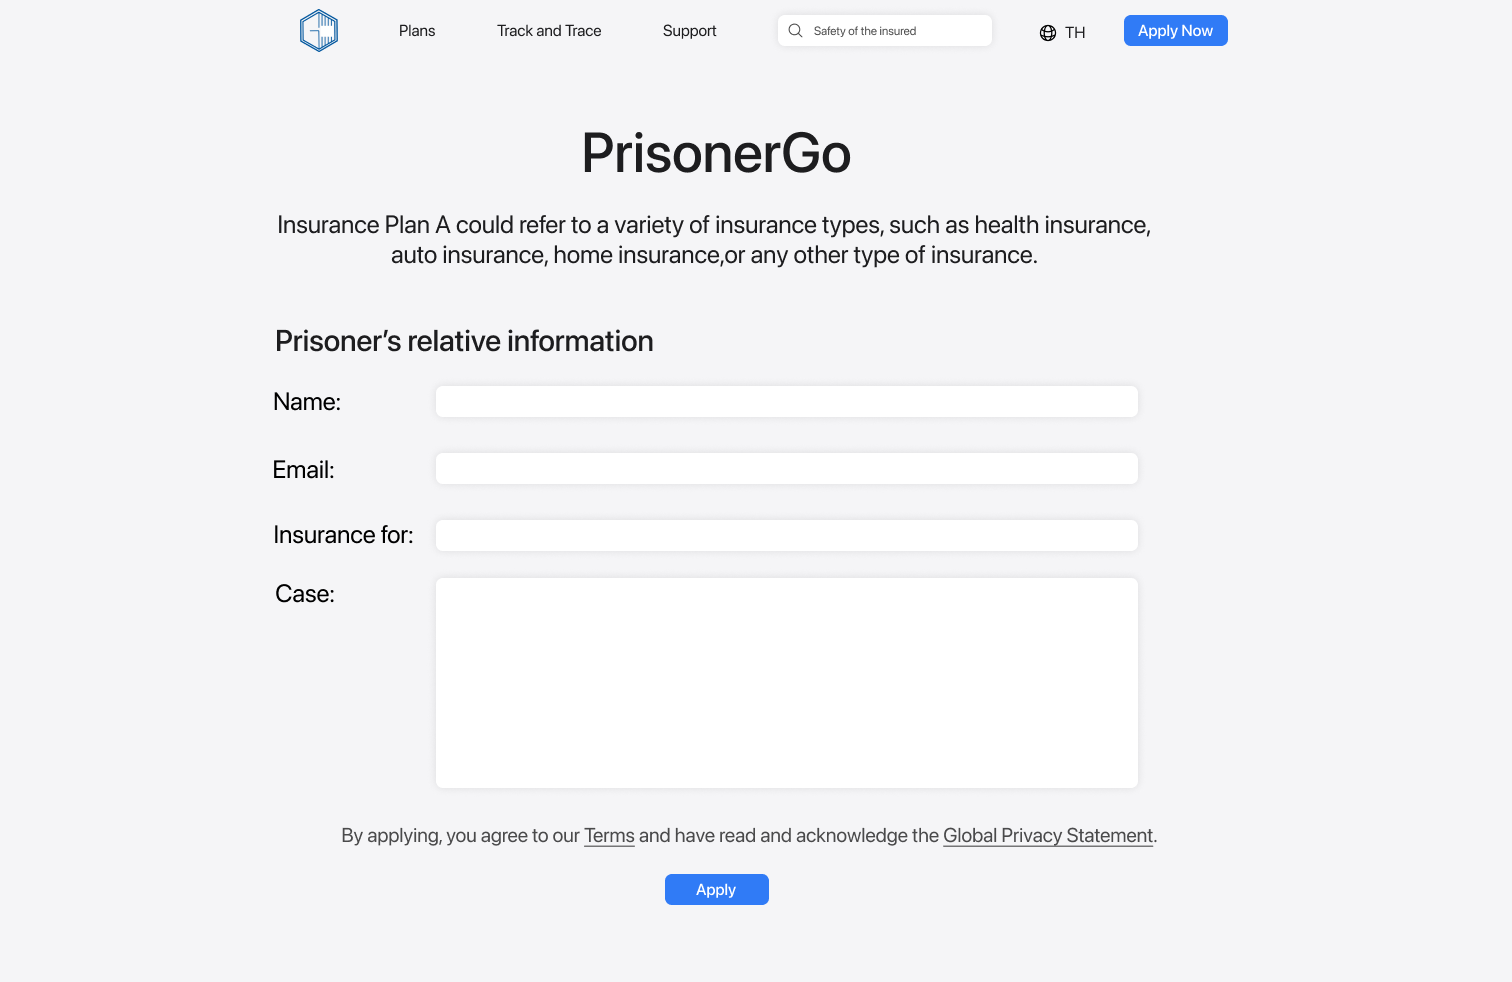 Plans
Track and Trace
Support
Safety of the insured
TH
Apply Now
PrisonerGo
Insurance Plan A could refer to a variety of insurance types, such as health insurance,
auto insurance, home insurance,or any other type of insurance.
Prisoner’s relative information
Name:
Email:
Insurance for:
Case:
By applying, you agree to our Terms and have read and acknowledge the Global Privacy Statement.
Apply